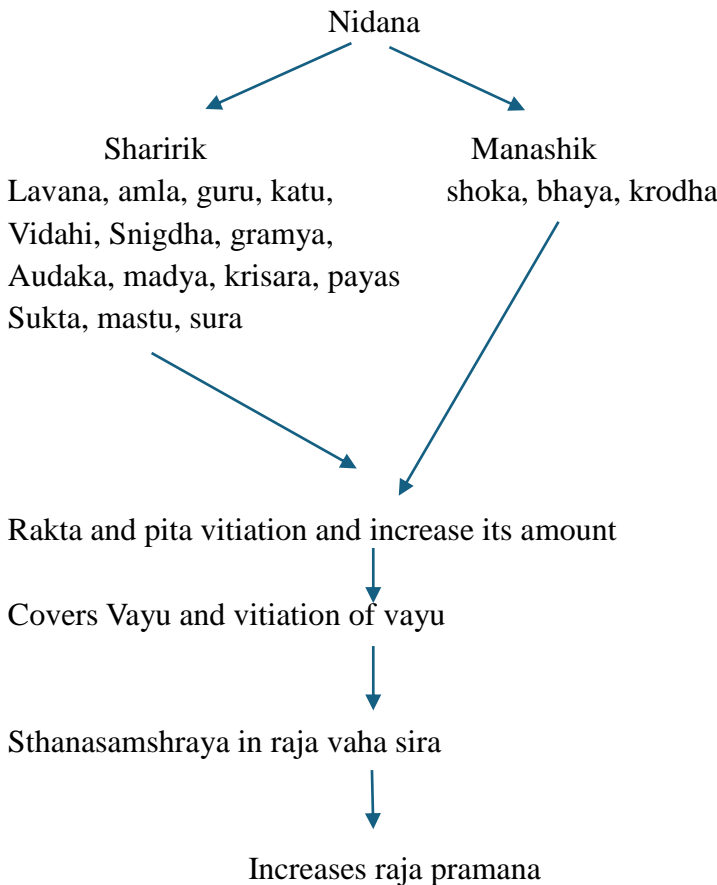 Nidana
Sharirik
Manashik
Lavana, amla, guru, katu,
shoka, bhaya, krodha
Vidahi, Snigdha, gramya,
Audaka, madya, krisara, payas
Sukta, mastu, sura
Rakta and pita vitiation and increase its amount
Covers Vayu and vitiation of vayu
Sthanasamshraya in raja vaha sira
Increases raja pramana